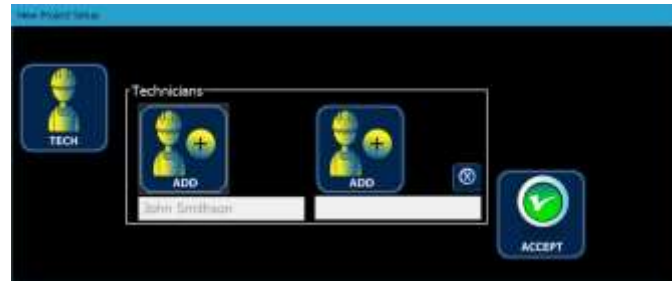 New Project Setup
Technicians
TECH
ADD
ADD
John Smithson
ACCEPT